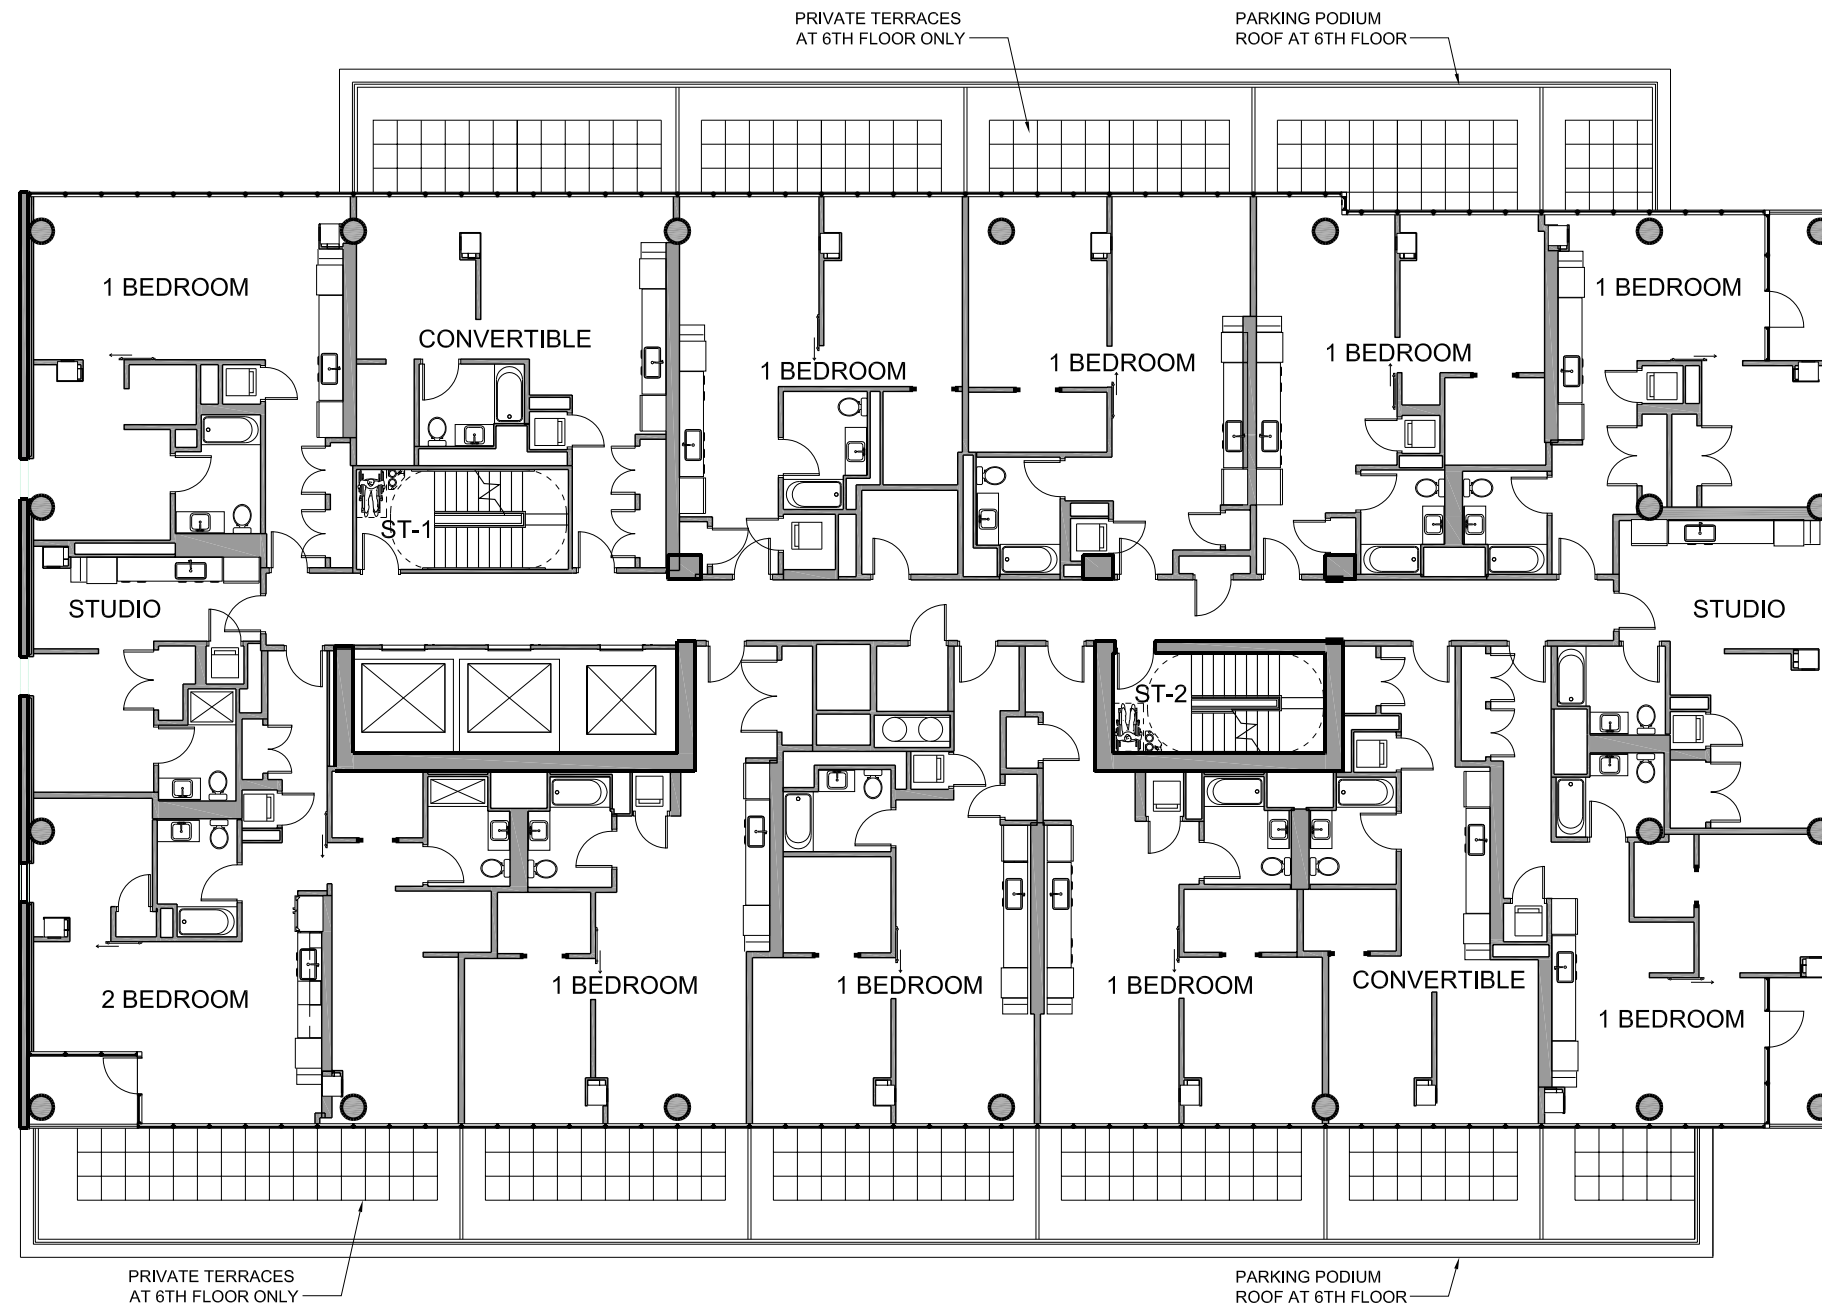 PRIVATE TERRACES
AT 6TH FLOOR ONLY
PARKING PODIUM
ROOF AT 6TH FLOOR
1 BEDROOM
CONVERTIBLE
1 BEDROOM
1 BEDROOM
1 BEDROOM
1 BEDROOM
ST-1
STUDIO
STUDIO
ST-2
2 BEDROOM
1 BEDROOM
1 BEDROOM
1 BEDROOM
CONVERTIBLE
1 BEDROOM
PRIVATE TERRACES
AT 6TH FLOOR ONLY
PARKING PODIUM
ROOF AT 6TH FLOOR